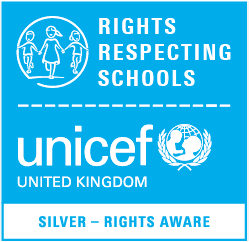 RIGHTS
RESPECTING
SCHOOLS
unicef
UNITED KINGDOM
SILVER – RIGHTS AWARE